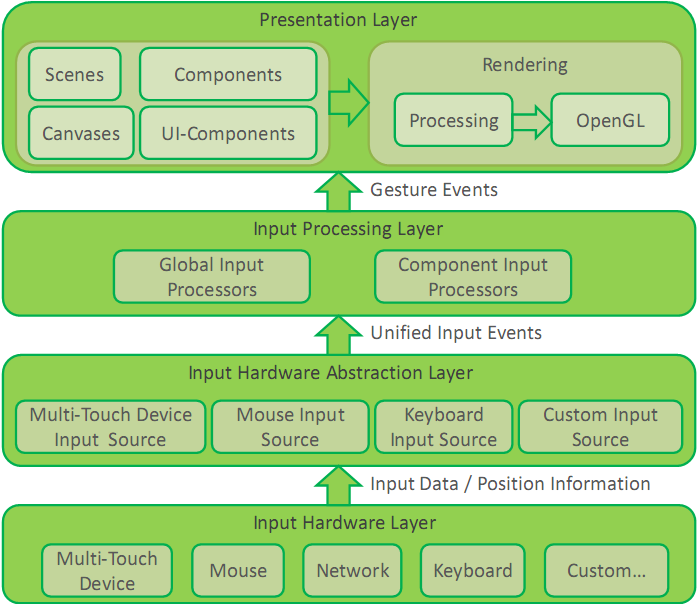 Presentation Layer
Scenes
Components
Canvases
UI-Components
Rendering
Processing
OpenGL
Gesture Events
Input Processing Layer
Global Input
Processors
Component Input
Processors
Unified Input Events
Input Hardware Abstraction Layer
Multi-Touch Device
Input Source
Mouse Input
Source
Keyboard
Input Source
Custom Input
Source
Input Data / Position Information
Input Hardware Layer
Multi-Touch
Device
Mouse
Network
Keyboard
Custom...